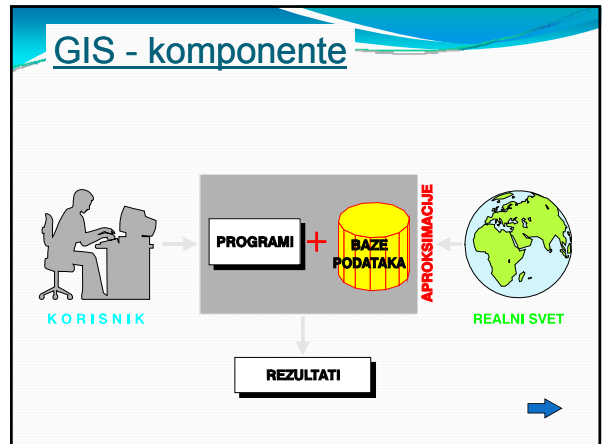 GIS - komponente
PROGRAMI + BAZE
PODATAKA
APROKSIMACIJE
KORISNIK
REALNI SVET
REZULTATI